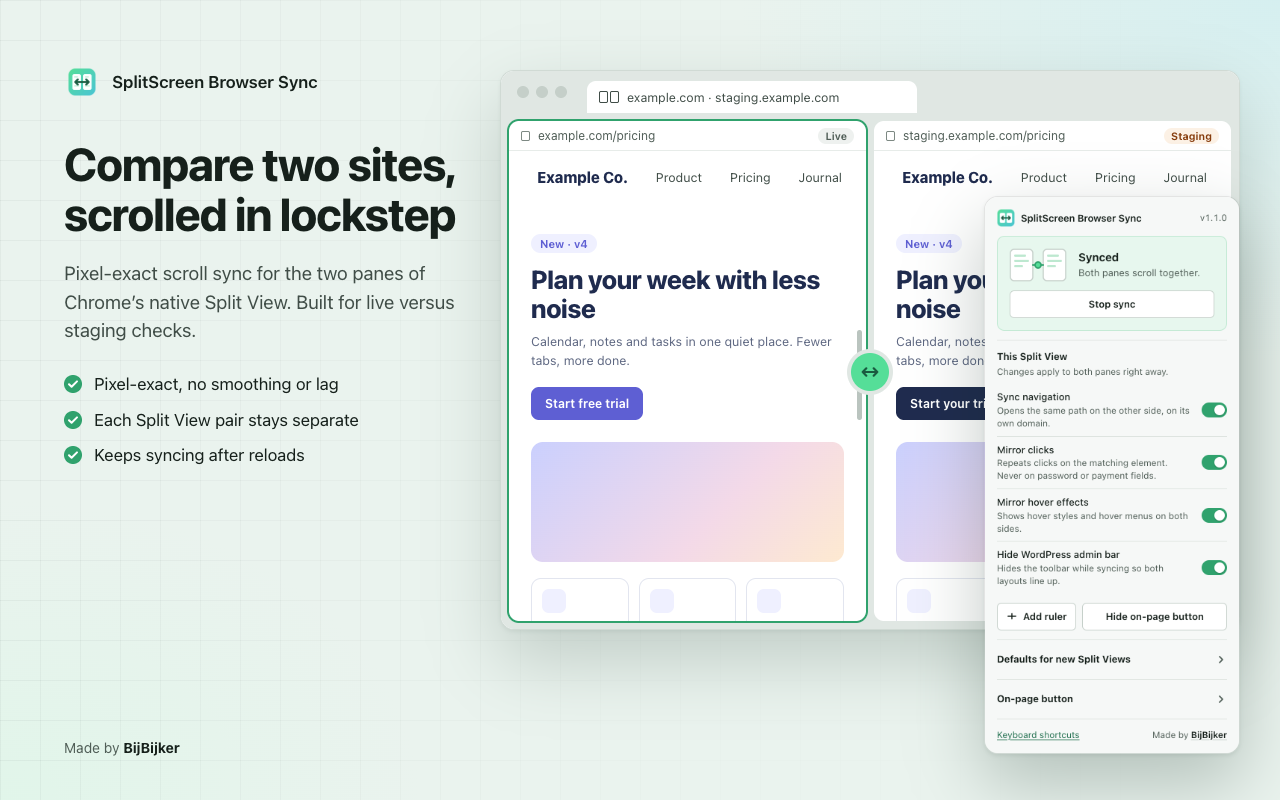 SplitScreen Browser Sync
Compare two sites,
scrolled in lockstep
Pixel-exact scroll sync for the two panes of
Chrome’s native Split View. Built for live versus
staging checks.
Pixel-exact, no smoothing or lag
Each Split View pair stays separate
Keeps syncing after reloads
Made by BijBijker
example.com · staging.example.com
example.com/pricing
Live
Example Co.
Product
Pricing
Journal
New · v4
Plan your week with less
noise
Calendar, notes and tasks in one quiet place. Fewer
tabs, more done.
Start free trial
staging.example.com/pricing
Staging
Example Co.
Product
Pricing
Journal
New · v4
Plan you
noise
Calendar, notes
tabs, more don
Start your tri
SplitScreen Browser Sync
v1.1.0
Synced
Both panes scroll together.
Stop sync
This Split View
Changes apply to both panes right away.
Sync navigation
Opens the same path on the other side, on its
own domain.
Mirror clicks
Repeats clicks on the matching element.
Never on password or payment fields.
Mirror hover effects
Shows hover styles and hover menus on both
sides.
Hide WordPress admin bar
Hides the toolbar while syncing so both
layouts line up.
Add ruler
Hide on-page button
Defaults for new Split Views
On-page button
Keyboard shortcuts
Made by BijBijker